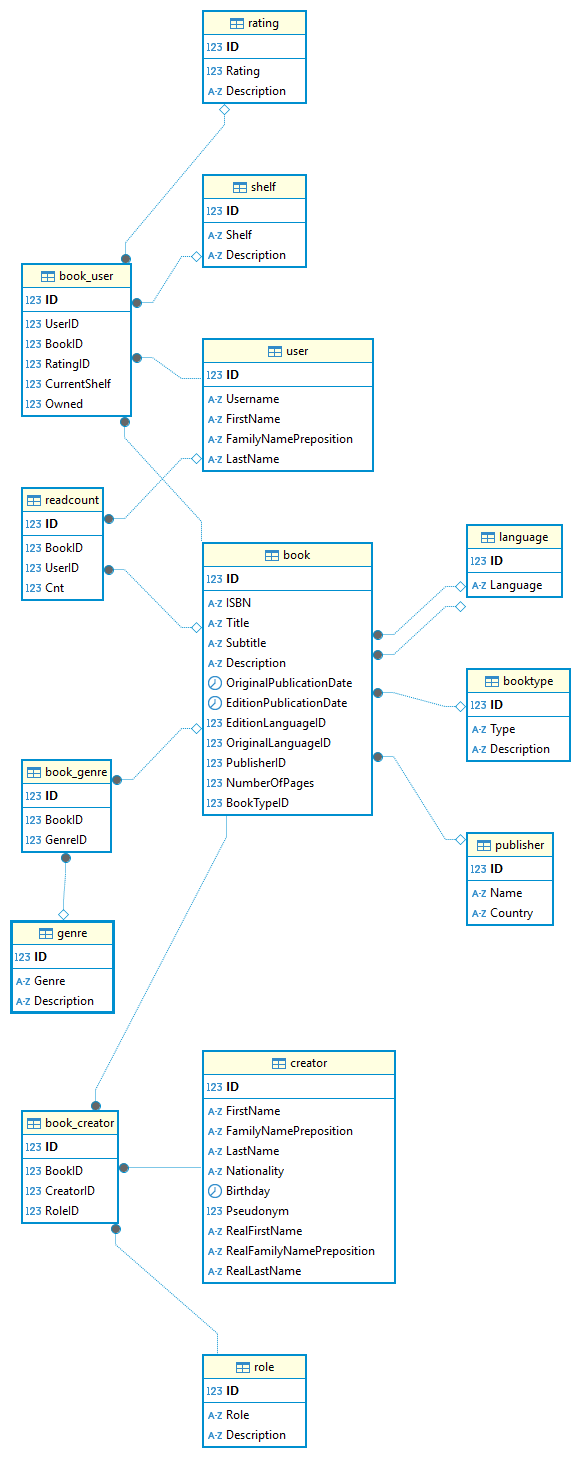 rating
123 ID
123 Rating
A-Z Description
shelf
123 ID
A-Z Shelf
A-Z Description
book_user
123 ID
123 UserID
123 BookID
123 RatingID
123 CurrentShelf
123 Owned
user
123 ID
A-Z Username
A-Z FirstName
A-Z FamilyNamePreposition
A-Z LastName
readcount
123 ID
123 BookID
123 UserID
123 Cnt
book
123 ID
A-Z ISBN
A-Z Title
A-Z Subtitle
A-Z Description
OriginalPublicationDate
EditionPublicationDate
123 EditionLanguageID
123 OriginalLanguageID
123 PublisherID
123 NumberOfPages
123 BookTypeID
language
123 ID
A-Z Language
booktype
123 ID
A-Z Type
A-Z Description
publisher
123 ID
A-Z Name
A-Z Country
book_genre
123 ID
123 BookID
123 GenreID
genre
123 ID
A-Z Genre
A-Z Description
creator
123 ID
A-Z FirstName
A-Z FamilyNamePreposition
A-Z LastName
A-Z Nationality
Birthday
123 Pseudonym
A-Z RealFirstName
A-Z RealFamilyNamePreposition
A-Z RealLastName
book_creator
123 ID
123 BookID
123 CreatorID
123 RoleID
role
123 ID
A-Z Role
A-Z Description